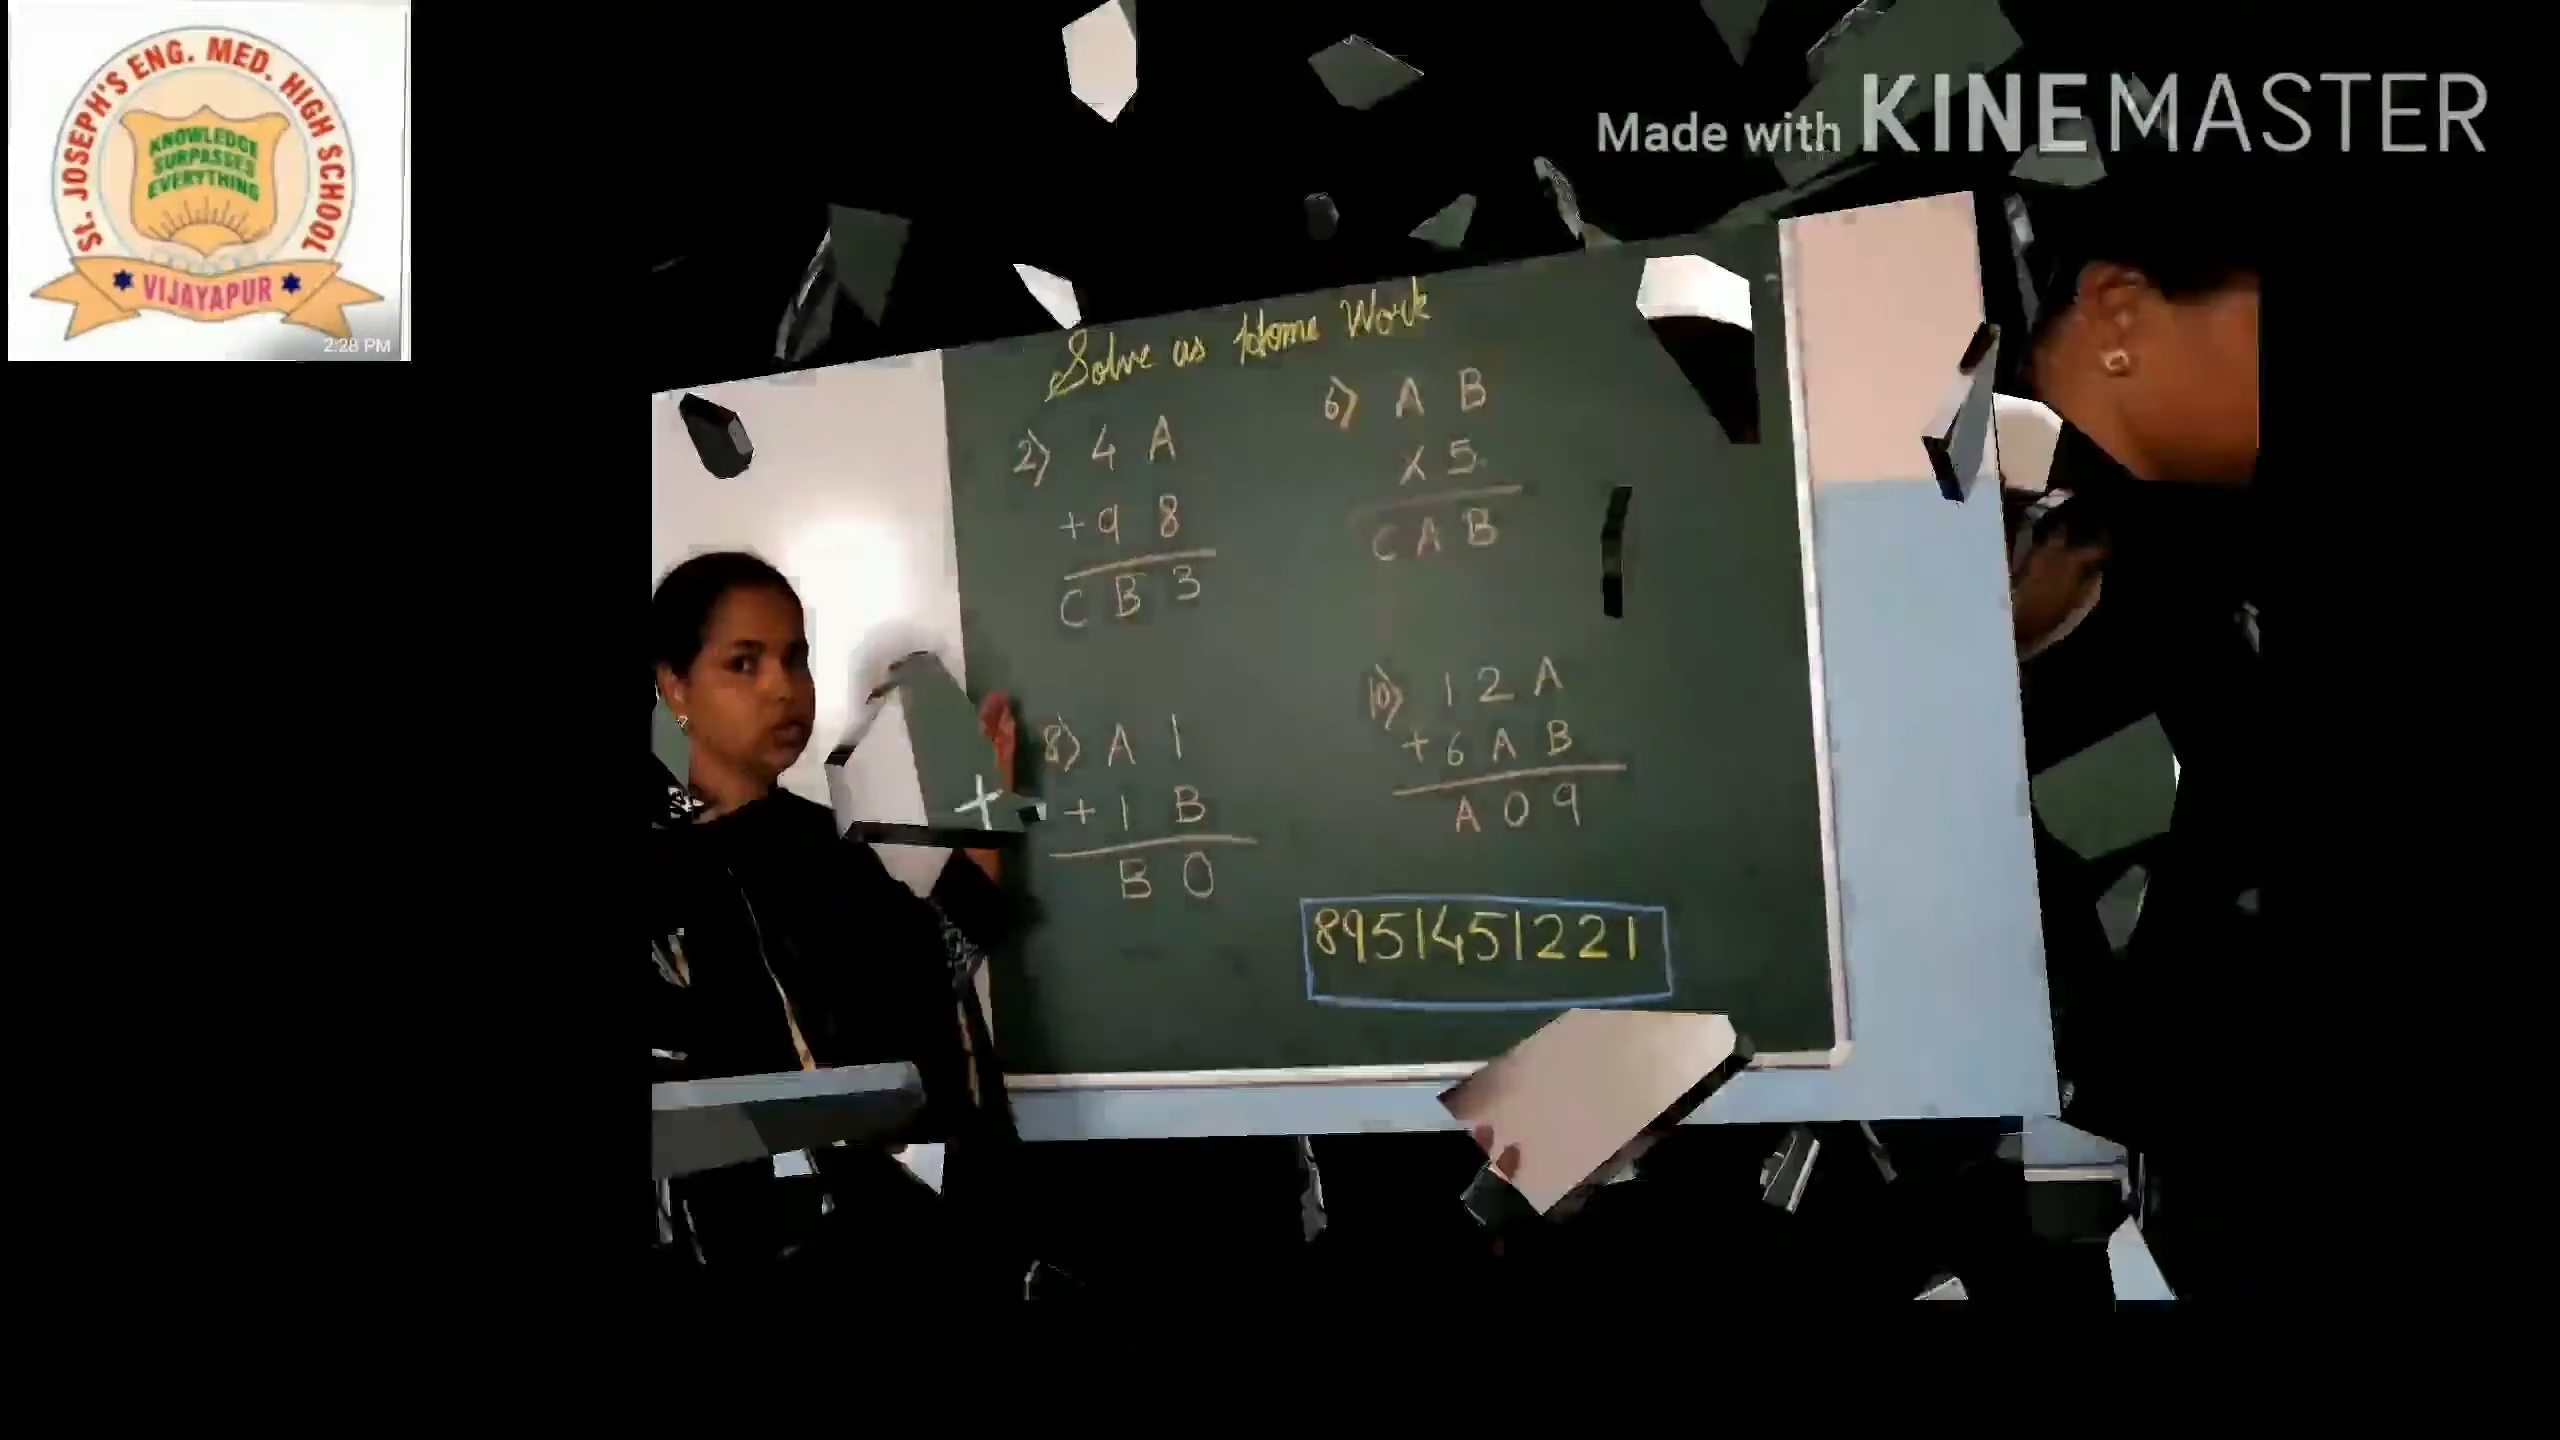 ST. JOSEPH'S ENG. MED. HIGH SCHOOL
KNOWLEDGE
SURPASSES
EVERYTHING
VIJAYAPUR
2:28 PM
Made with KINEMASTER
Solve as Home Work
2) 4 A
+ 9 8
C B 3
6) A B
X 5
C A B
8) A 1
+ 1 B
B 0
10) 1 2 A
+ 6 A B
A 0 9
8951451221